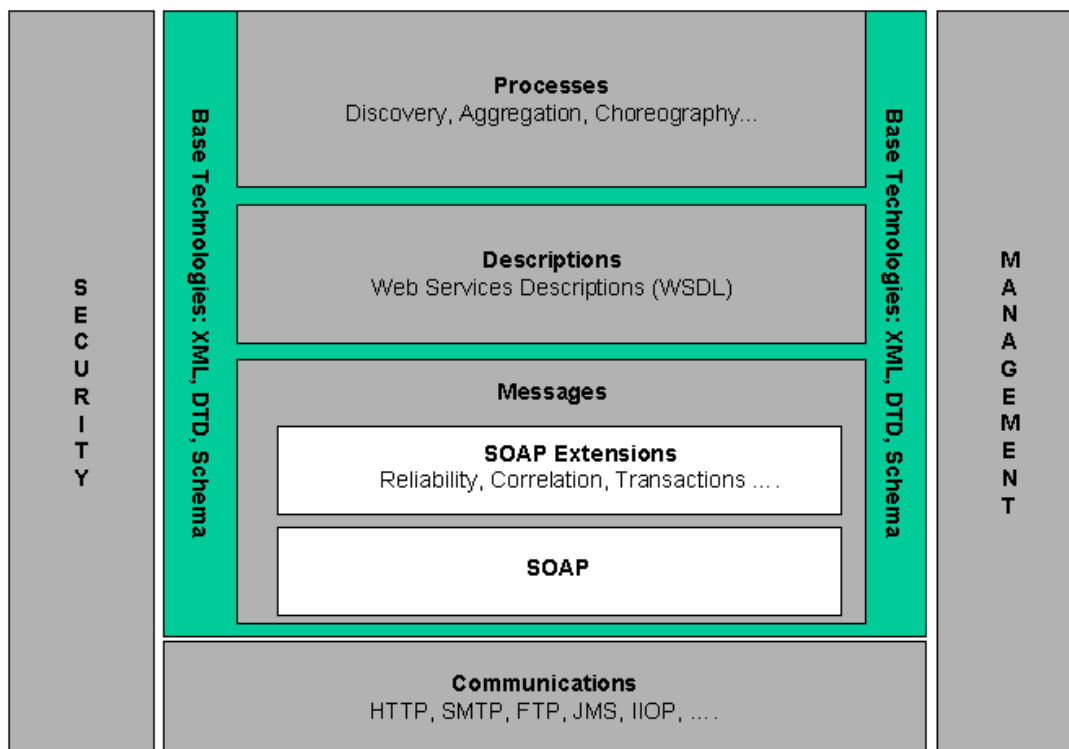 SECURITY
Base Technologies: XML, DTD, Schema
Processes
Discovery, Aggregation, Choreography...
Descriptions
Web Services Descriptions (WSDL)
Messages
SOAP Extensions
Reliability, Correlation, Transactions ....
SOAP
Base Technologies: XML, DTD, Schema
MANAGEMENT
Communications
HTTP, SMTP, FTP, JMS, IIOP, ....